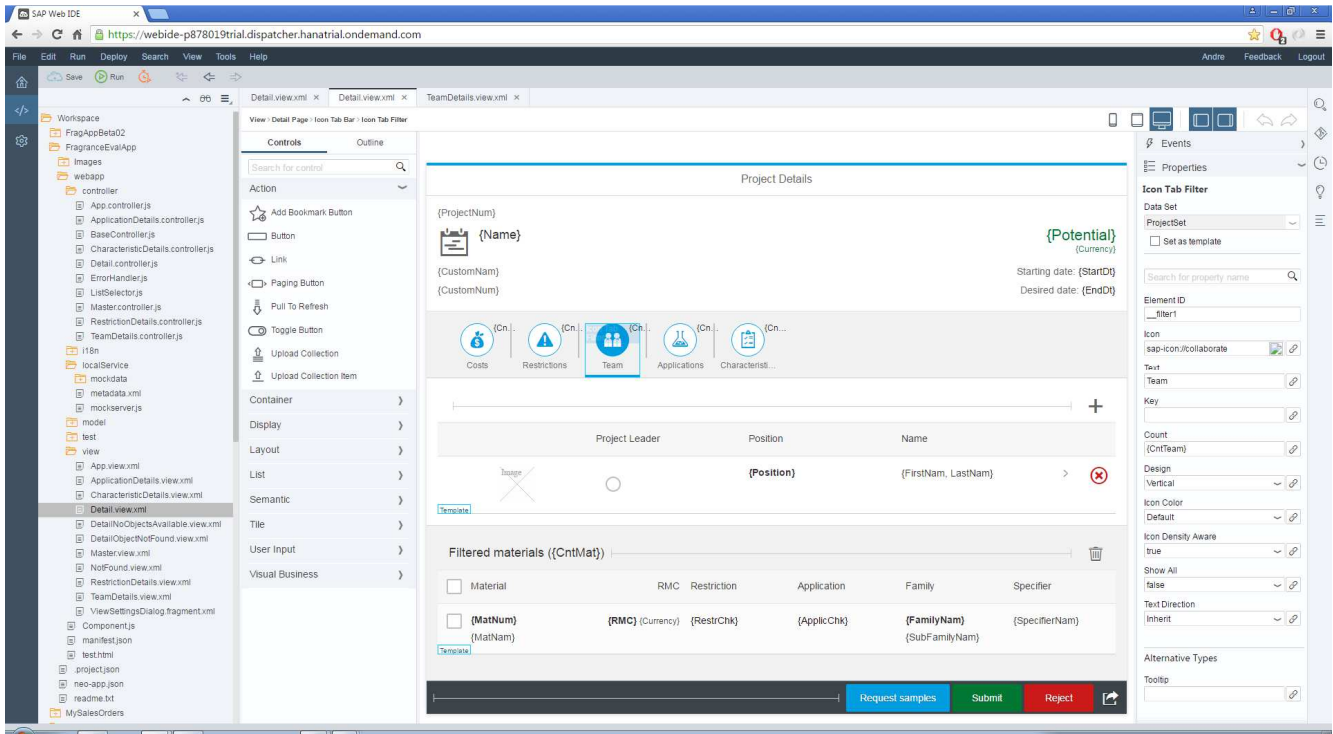 SAP Web IDE
https://webide-p878019trial.dispatcher.hanatrial.ondemand.com
File Edit Run Deploy Search View Tools Help Andre Feedback Logout
Save Run
Detail.view.xml × Detail.view.xml × TeamDetails.view.xml ×
View > Detail Page > Icon Tab Bar > Icon Tab Filter
Workspace
FragAppBeta02
FragranceEvalApp
Images
webapp
controller
App.controller.js
ApplicationDetails.controller.js
BaseController.js
CharacteristicDetails.controller.js
Detail.controller.js
ErrorHandler.js
ListSelector.js
Master.controller.js
RestrictionDetails.controller.js
TeamDetails.controller.js
i18n
localService
mockdata
metadata.xml
mockserver.js
model
test
view
App.view.xml
ApplicationDetails.view.xml
CharacteristicDetails.view.xml
Detail.view.xml
DetailNoObjectsAvailable.view.xml
DetailObjectNotFound.view.xml
Master.view.xml
NotFound.view.xml
RestrictionDetails.view.xml
TeamDetails.view.xml
ViewSettingsDialog.fragment.xml
Component.js
manifest.json
test.html
.project.json
neo-app.json
readme.txt
MySalesOrders
Controls Outline
Search for control
Action
Add Bookmark Button
Button
Link
Paging Button
Pull To Refresh
Toggle Button
Upload Collection
Upload Collection Item
Container
Display
Layout
List
Semantic
Tile
User Input
Visual Business
Project Details
{ProjectNum}
{Name} {Potential}
{Currency}
{CustomNam} Starting date: {StartDt}
{CustomNum} Desired date: {EndDt}
{Cn... {Cn... {Cn... {Cn... {Cn...
Costs Restrictions Team Applications Characteristi...
Project Leader Position Name
Image {Position} {FirstNam, LastNam}
Template
Filtered materials ({CntMat})
Material RMC Restriction Application Family Specifier
{MatNum} {RMC} {Currency} {RestrChk} {ApplicChk} {FamilyNam} {SpecifierNam}
{MatNam} {SubFamilyNam}
Template
Request samples Submit Reject
Events
Properties
Icon Tab Filter
Data Set
ProjectSet
Set as template
Search for property name
Element ID
__filter1
Icon
sap-icon://collaborate
Text
Team
Key
Count
{CntTeam}
Design
Vertical
Icon Color
Default
Icon Density Aware
true
Show All
false
Text Direction
Inherit
Alternative Types
Tooltip